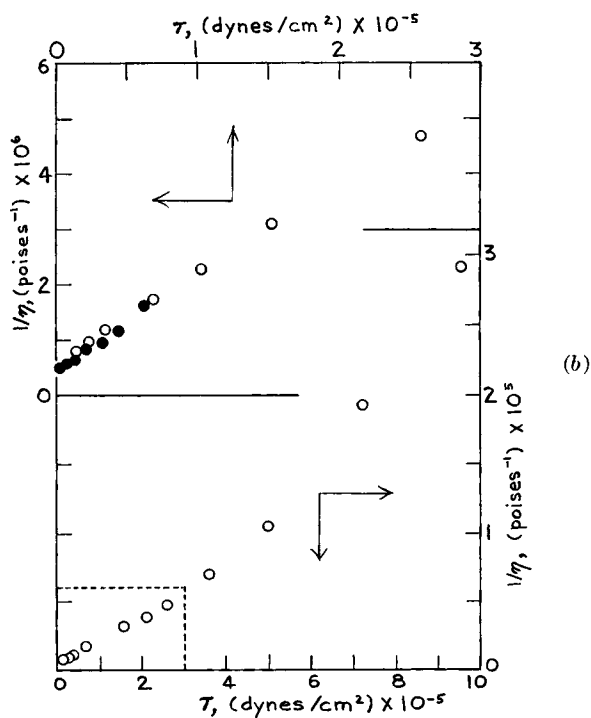 τ, (dynes/cm²) X 10⁻⁵
0 1 2 3
6
4
2
0
1/η, (poises⁻¹) X 10⁶
3
2
1
0
1/η, (poises⁻¹) X 10⁵
(b)
0 2 4 6 8 10
τ, (dynes/cm²) X 10⁻⁵